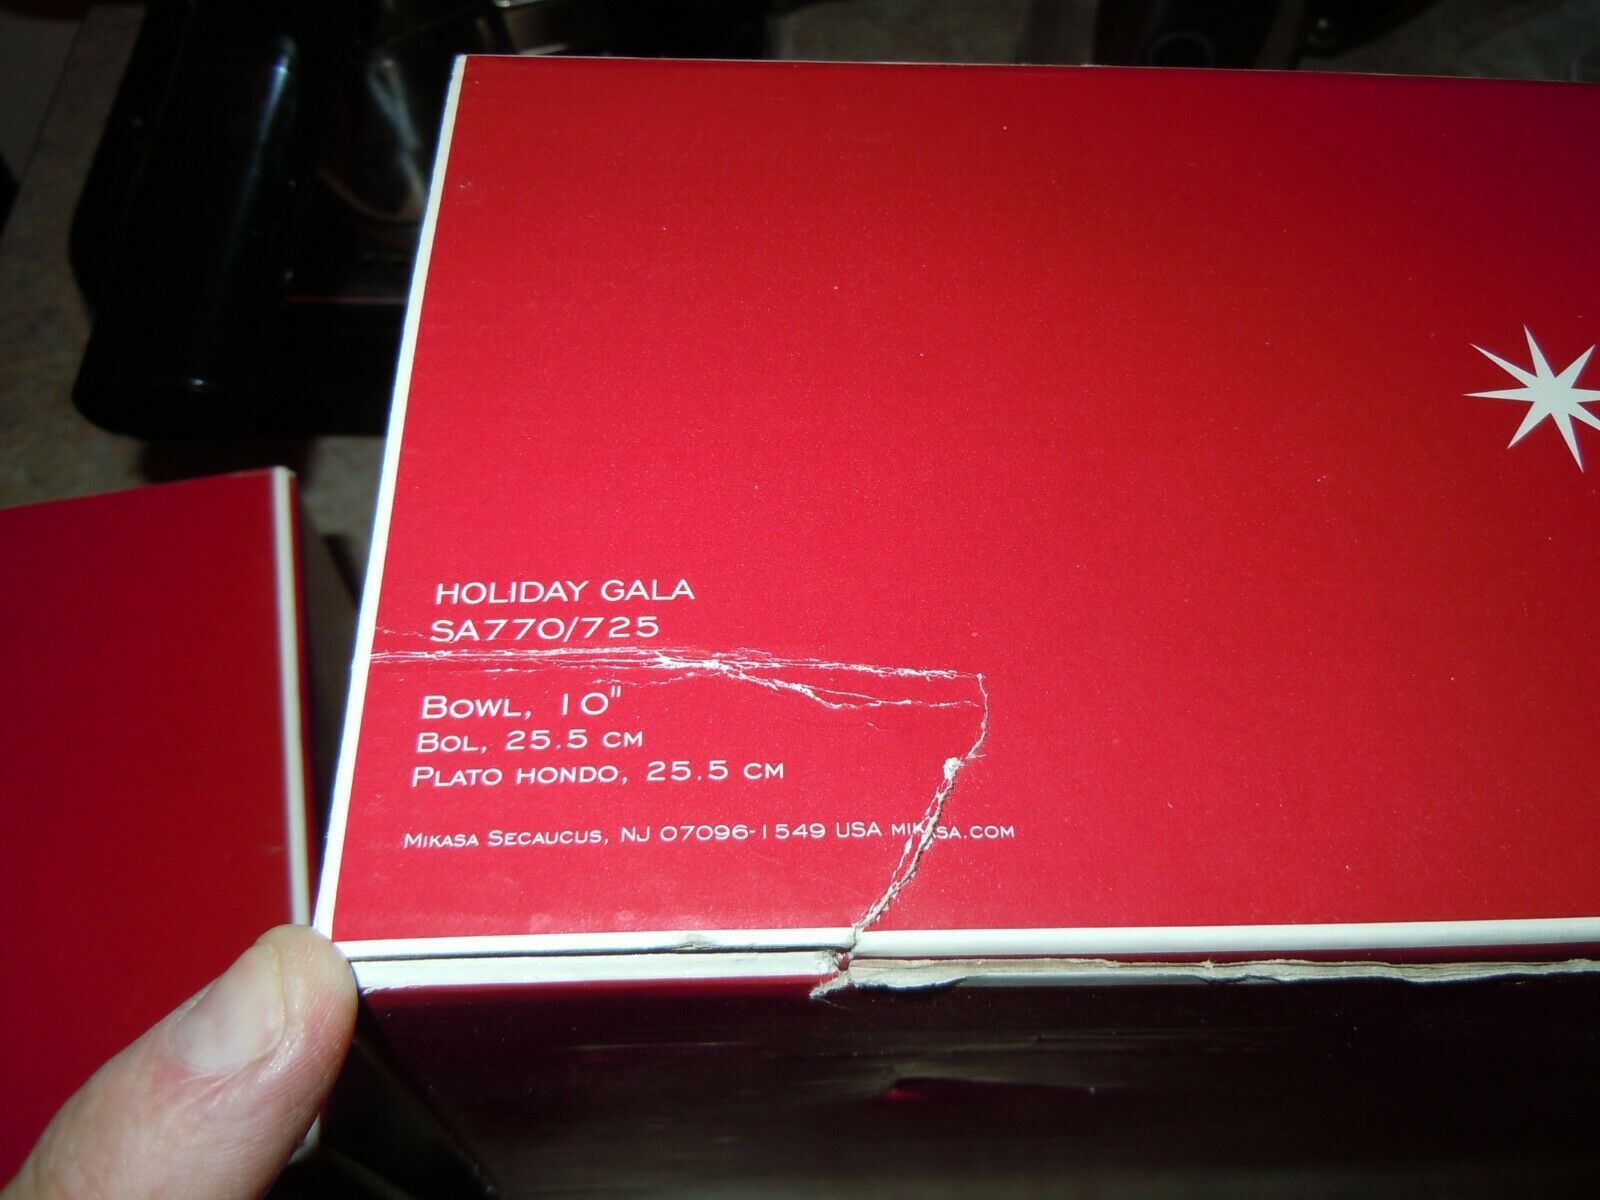 HOLIDAY GALA
SA770/725
BOWL, 10"
BOL, 25.5 CM
PLATO HONDO, 25.5 CM
MIKASA SECAUCUS, NJ 07096-1549 USA MIKASA.COM